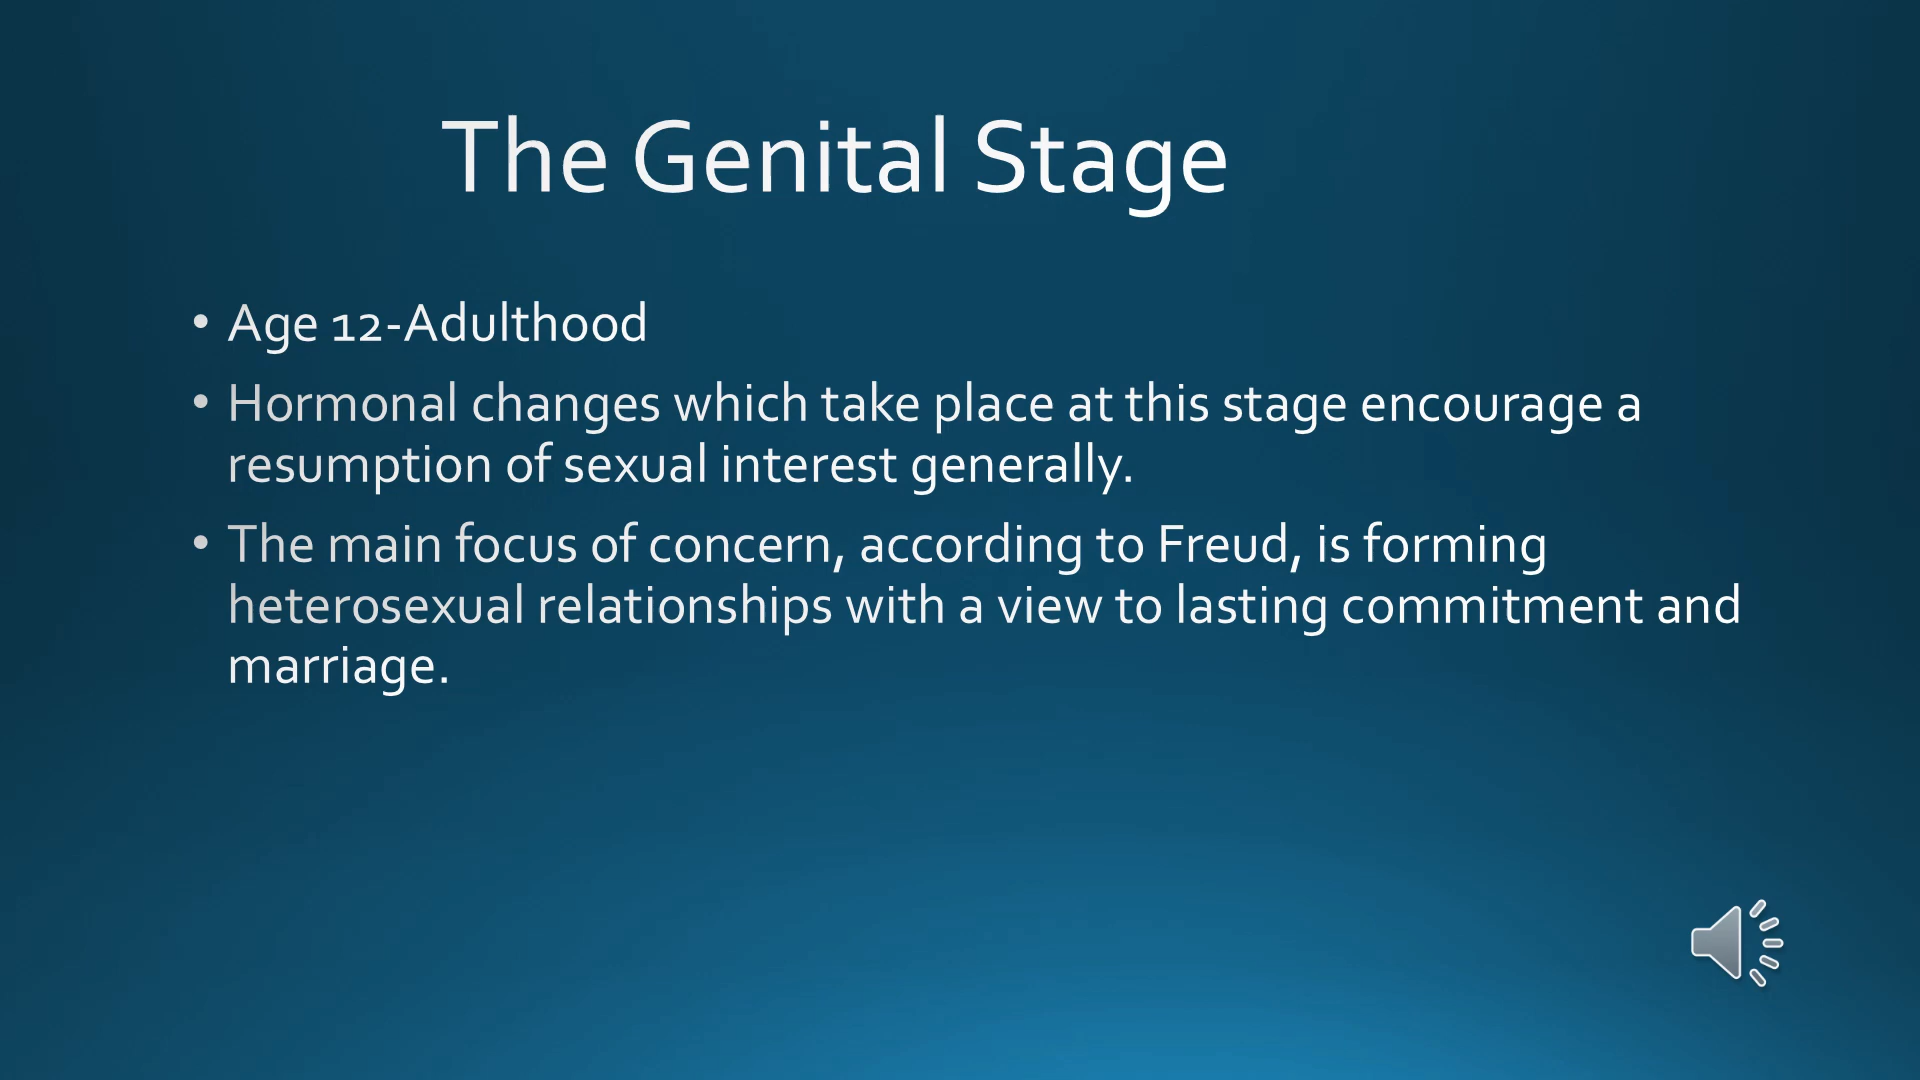 The Genital Stage
• Age 12-Adulthood
• Hormonal changes which take place at this stage encourage a
resumption of sexual interest generally.
• The main focus of concern, according to Freud, is forming
heterosexual relationships with a view to lasting commitment and
marriage.